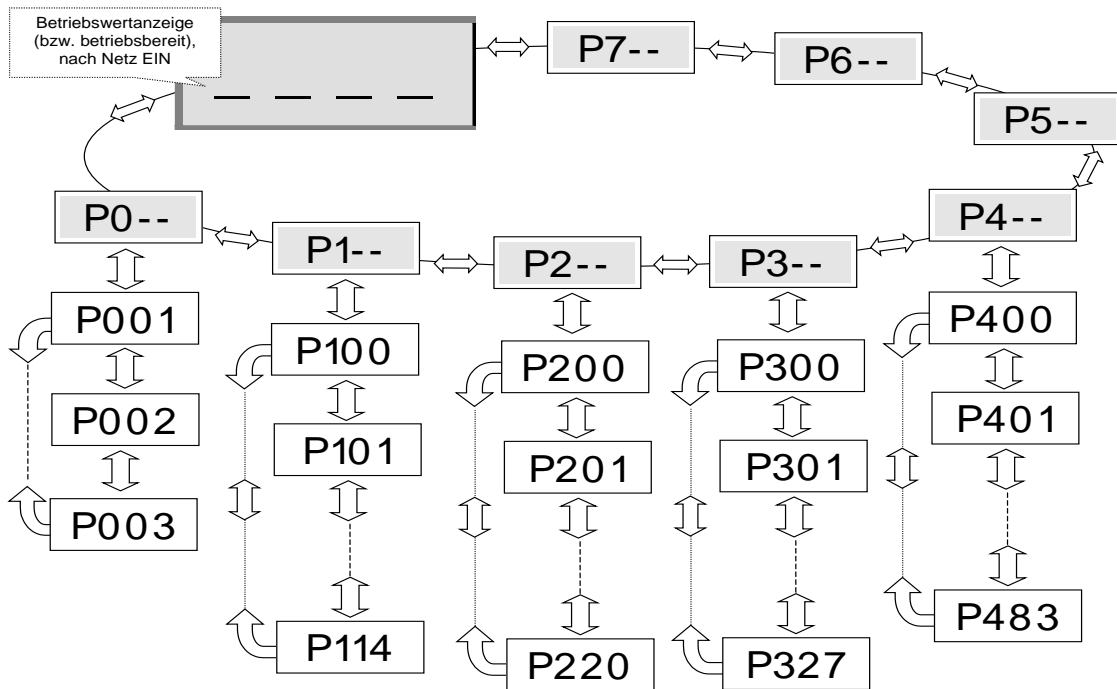 Betriebswertanzeige
(bzw. betriebsbereit),
nach Netz EIN
_ _ _ _
P7--
P6--
P5--
P0--
P1--
P2--
P3--
P4--
P001
P002
P003
P100
P101
P114
P200
P201
P220
P300
P301
P327
P400
P401
P483